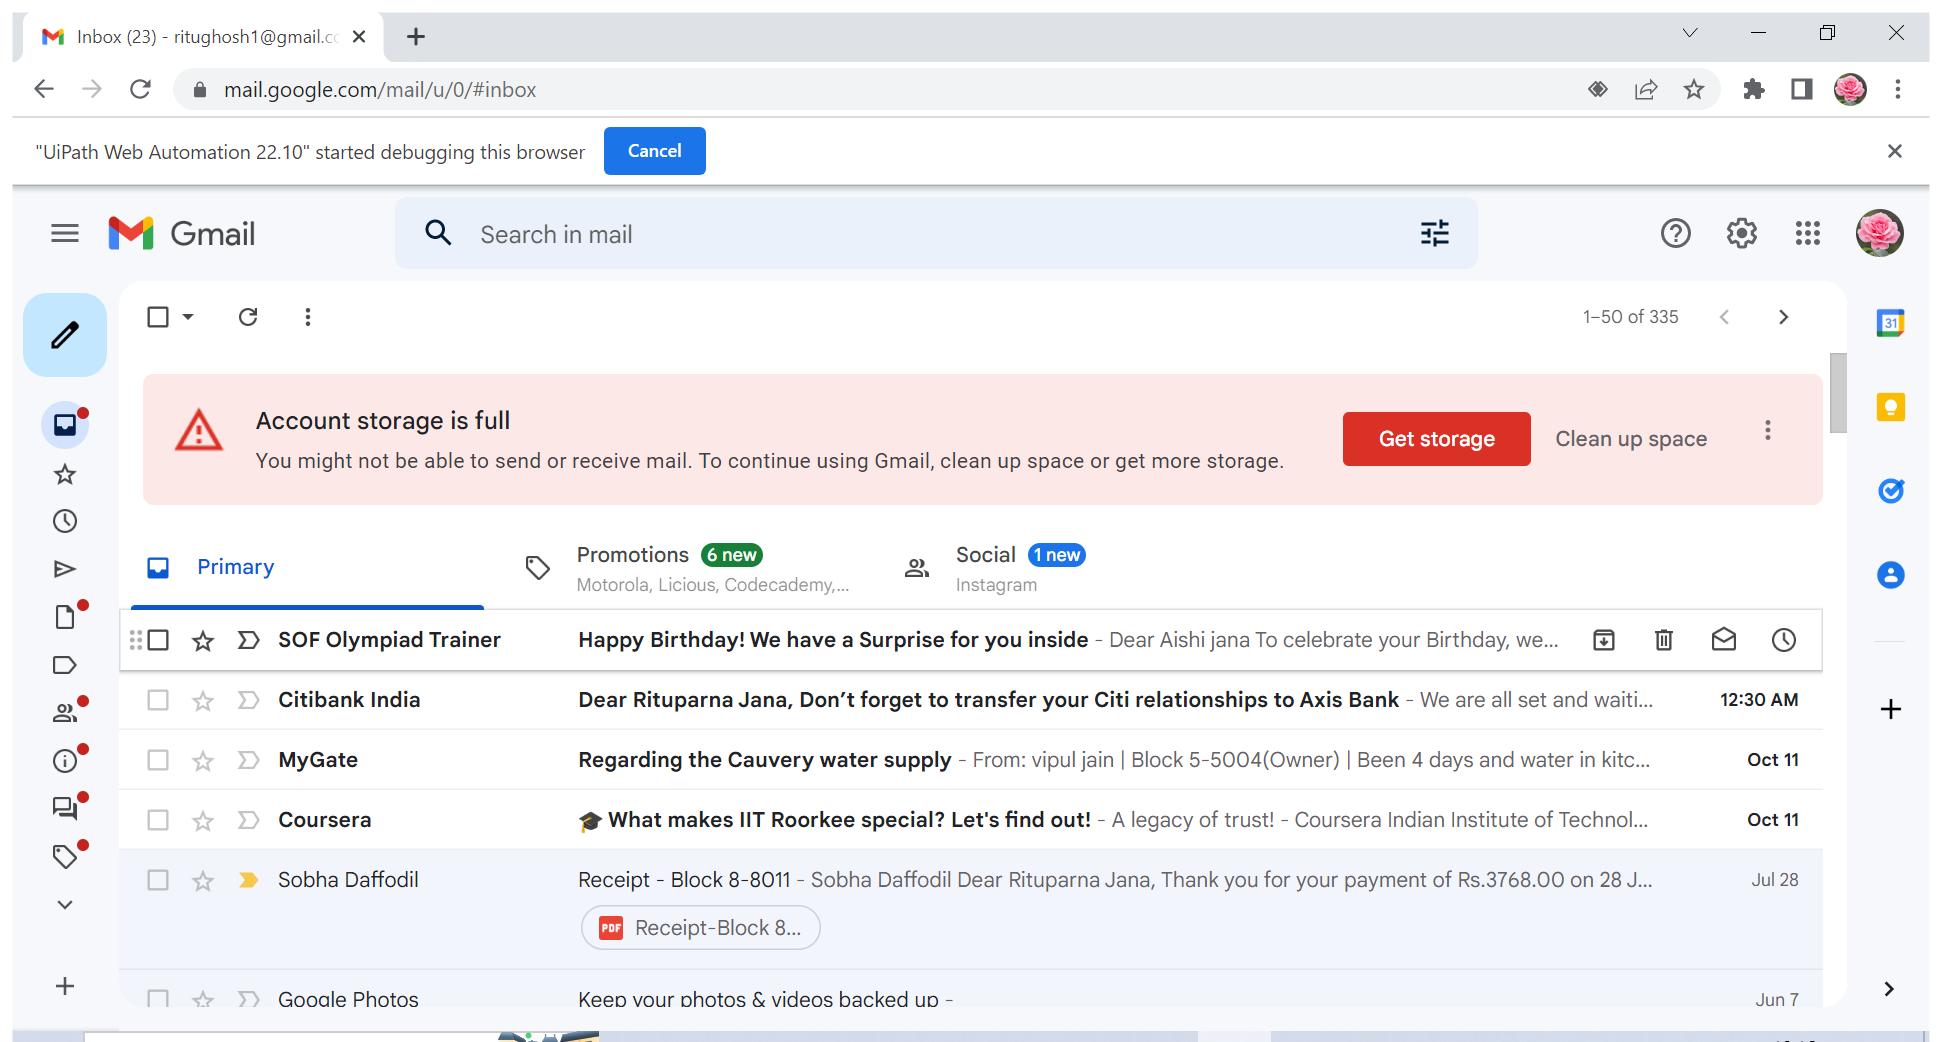 Inbox (23) - ritughosh1@gmail.co
mail.google.com/mail/u/0/#inbox
"UiPath Web Automation 22.10" started debugging this browser Cancel
Gmail Search in mail
1–50 of 335
31
Account storage is full
You might not be able to send or receive mail. To continue using Gmail, clean up space or get more storage.
Get storage Clean up space
Primary
Promotions 6 new
Motorola, Licious, Codecademy,...
Social 1 new
Instagram
SOF Olympiad Trainer Happy Birthday! We have a Surprise for you inside - Dear Aishi jana To celebrate your Birthday, we...
Citibank India Dear Rituparna Jana, Don’t forget to transfer your Citi relationships to Axis Bank - We are all set and waiti... 12:30 AM
MyGate Regarding the Cauvery water supply - From: vipul jain | Block 5-5004(Owner) | Been 4 days and water in kitc... Oct 11
Coursera 🎓 What makes IIT Roorkee special? Let's find out! - A legacy of trust! - Coursera Indian Institute of Technol... Oct 11
Sobha Daffodil Receipt - Block 8-8011 - Sobha Daffodil Dear Rituparna Jana, Thank you for your payment of Rs.3768.00 on 28 J... Jul 28
PDF Receipt-Block 8...
Google Photos Keep your photos & videos backed up - Jun 7